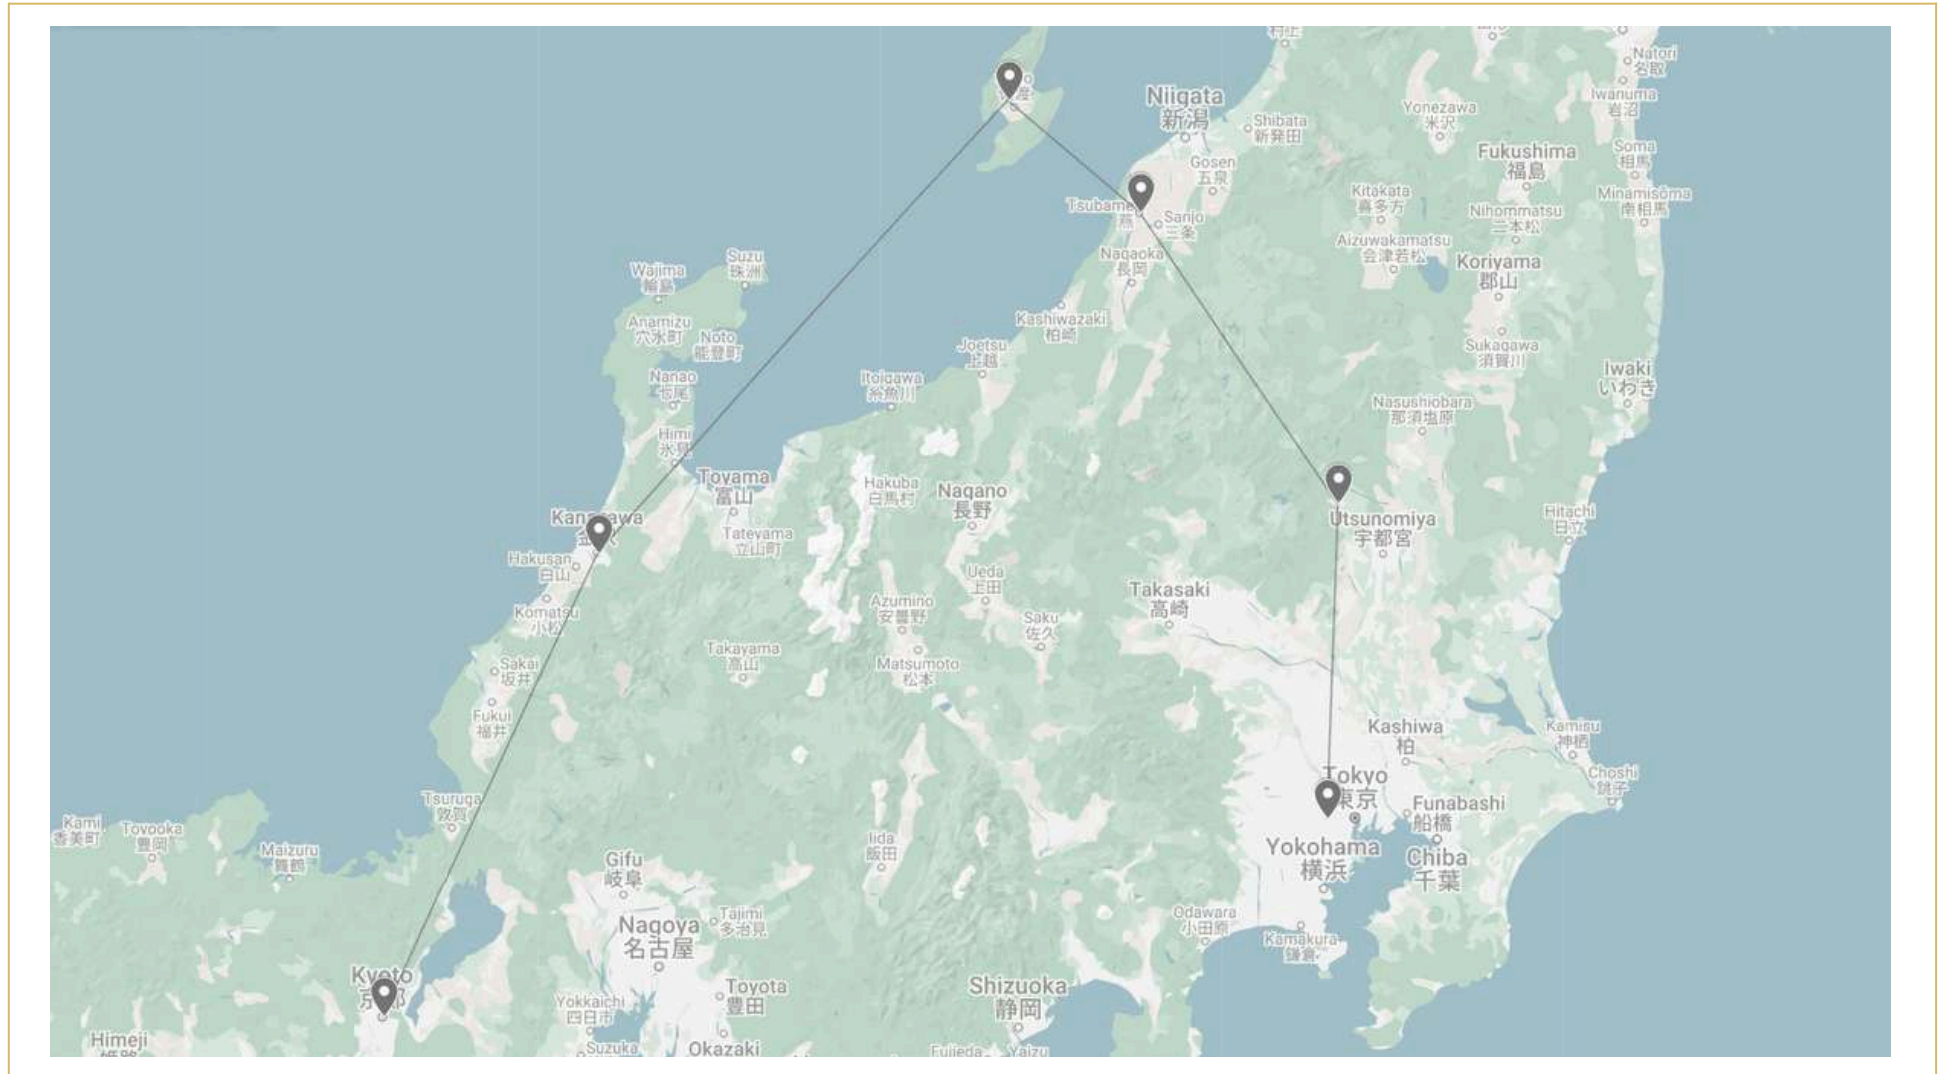 村上
Natori
名取
Niigata
新潟
Yonezawa
米沢
Iwanuma
岩沼
Shibata
新発田
Fukushima
福島
Soma
相馬
Gosen
五泉
Kitakata
喜多方
Minamisōma
南相馬
Tsubame
燕
Sanjo
三条
Nihommatsu
二本松
Aizuwakamatsu
会津若松
Nagaoka
長岡
Koriyama
郡山
Suzu
珠洲
Wajima
輪島
Anamizu
穴水町
Noto
能登町
Kashiwazaki
柏崎
Joetsu
上越
Sukagawa
須賀川
Iwaki
いわき
Nanao
七尾
Itoigawa
糸魚川
Nasushiobara
那須塩原
Himi
氷見
Toyama
富山
Hakuba
白馬村
Nagano
長野
Utsunomiya
宇都宮
Hitachi
日立
Tateyama
立山町
Hakusan
白山
Ueda
上田
Takasaki
高崎
Azumino
安曇野
Komatsu
小松
Saku
佐久
Takayama
高山
Matsumoto
松本
Sakai
坂井
Fukui
福井
Kashiwa
柏
Kamisu
神栖
Tokyo
東京
Choshi
銚子
Tsuruga
敦賀
Funabashi
船橋
Kami
香美町
Toyooka
豊岡
Maizuru
舞鶴
Iida
飯田
Yokohama
横浜
Chiba
千葉
Gifu
岐阜
Nagoya
名古屋
Tajimi
多治見
Odawara
小田原
Kamakura
鎌倉
Kyoto
京都
Yokkaichi
四日市
Toyota
豊田
Shizuoka
静岡
Himeji
Suzuka
Okazaki
Fujieda
Yaizu